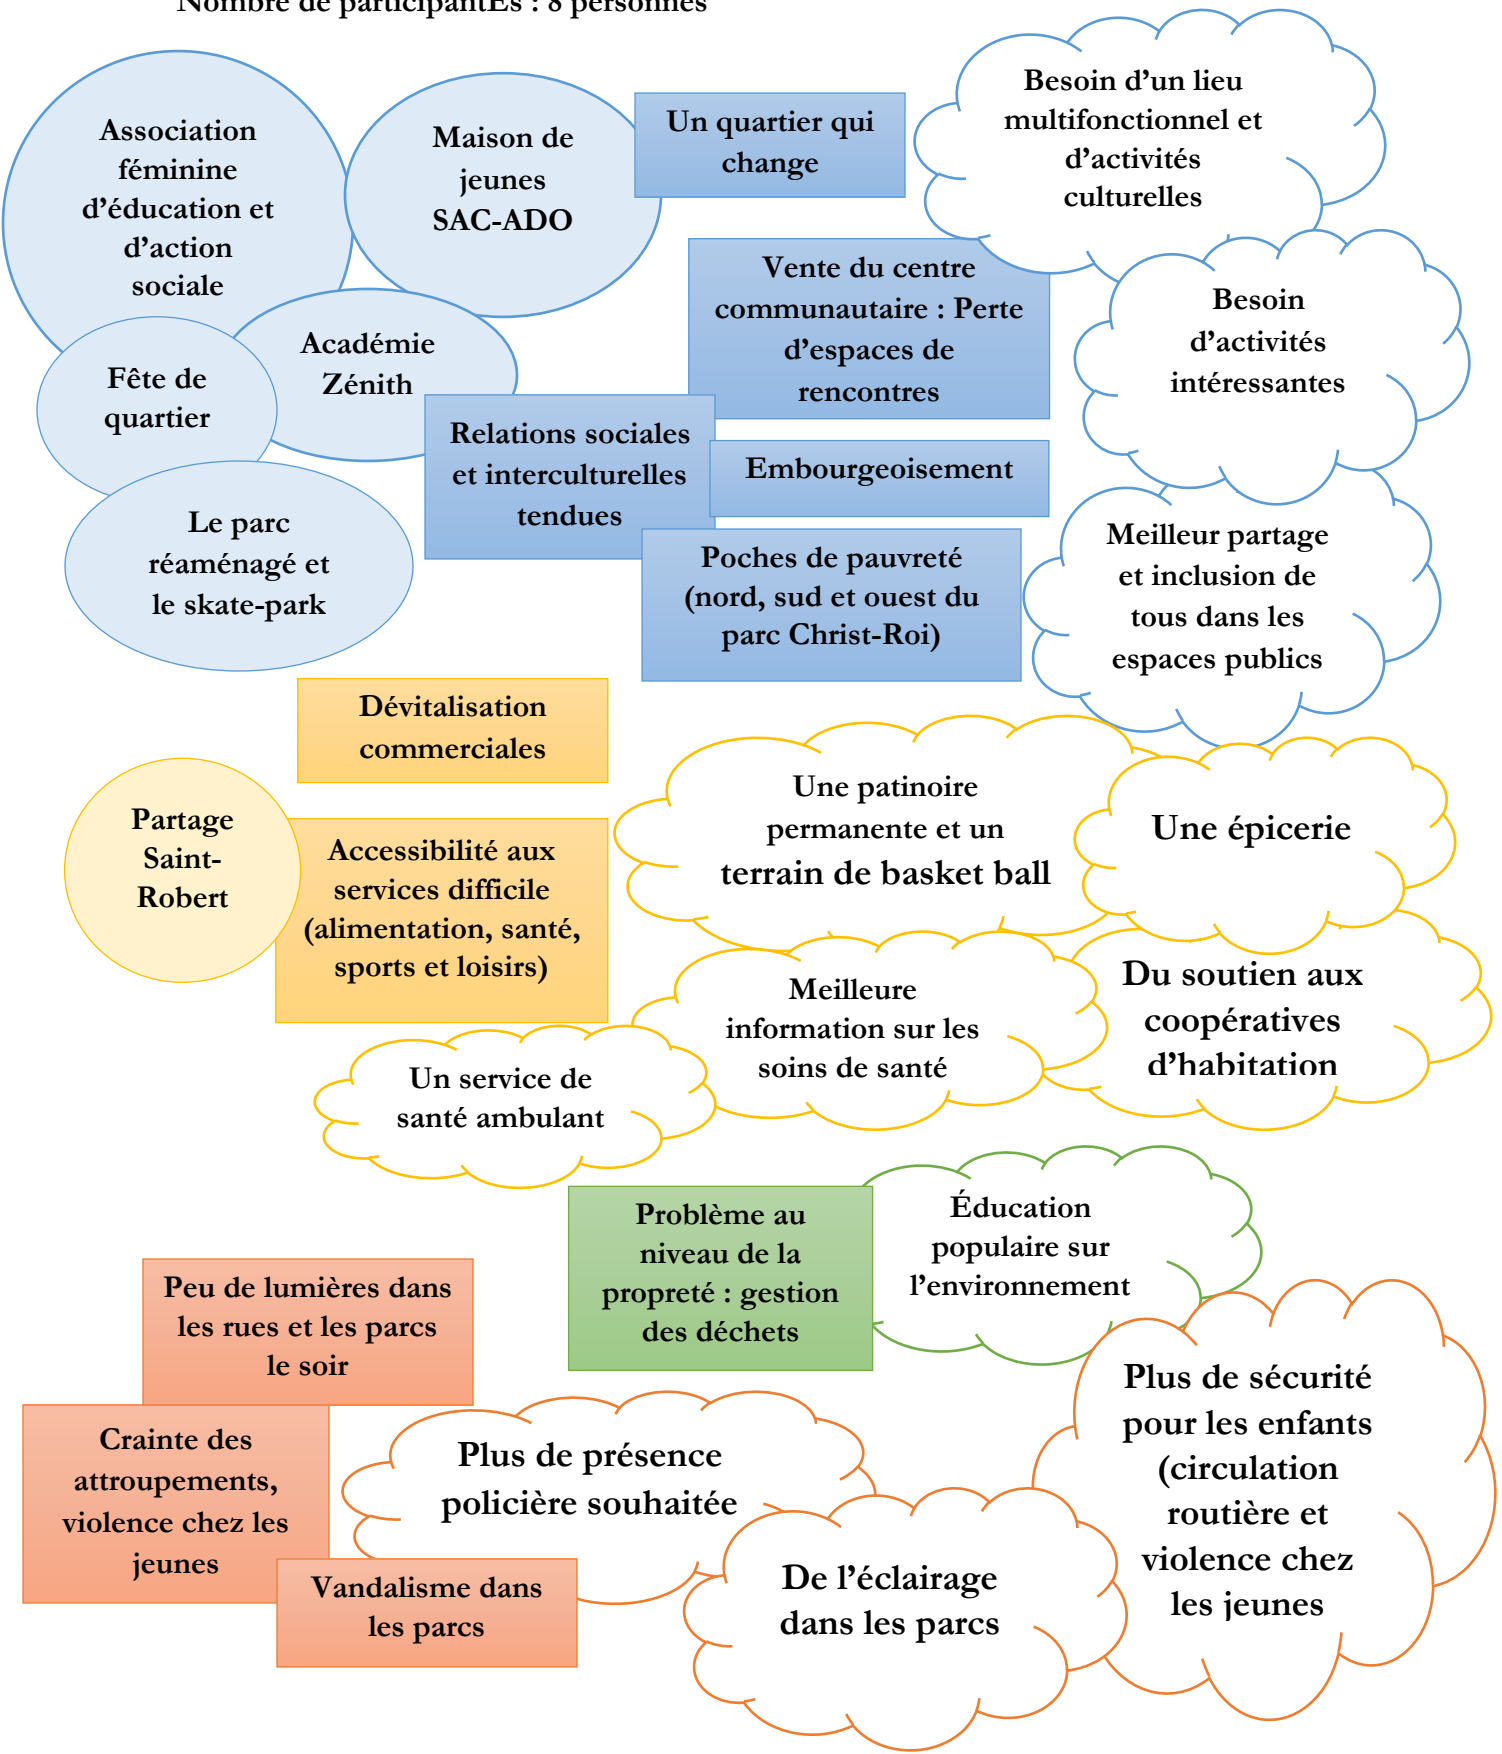 Nombre de participantEs : 8 personnes
Association
féminine
d'éducation et
d'action
sociale
Maison de
jeunes
SAC-ADO
Un quartier qui
change
Besoin d'un lieu
multifonctionnel et
d'activités
culturelles
Vente du centre
communautaire : Perte
d'espaces de
rencontres
Besoin
d'activités
intéressantes
Académie
Zénith
Fête de
quartier
Relations sociales
et interculturelles
tendues
Embourgeoisement
Le parc
réaménagé et
le skate-park
Poches de pauvreté
(nord, sud et ouest du
parc Christ-Roi)
Meilleur partage
et inclusion de
tous dans les
espaces publics
Dévitalisation
commerciales
Partage
Saint-
Robert
Accessibilité aux
services difficile
(alimentation, santé,
sports et loisirs)
Une patinoire
permanente et un
terrain de basket ball
Une épicerie
Meilleure
information sur les
soins de santé
Du soutien aux
coopératives
d'habitation
Un service de
santé ambulant
Problème au
niveau de la
propreté : gestion
des déchets
Éducation
populaire sur
l'environnement
Peu de lumières dans
les rues et les parcs
le soir
Crainte des
attroupements,
violence chez les
jeunes
Plus de présence
policière souhaitée
Plus de sécurité
pour les enfants
(circulation
routière et
violence chez
les jeunes
Vandalisme dans
les parcs
De l'éclairage
dans les parcs